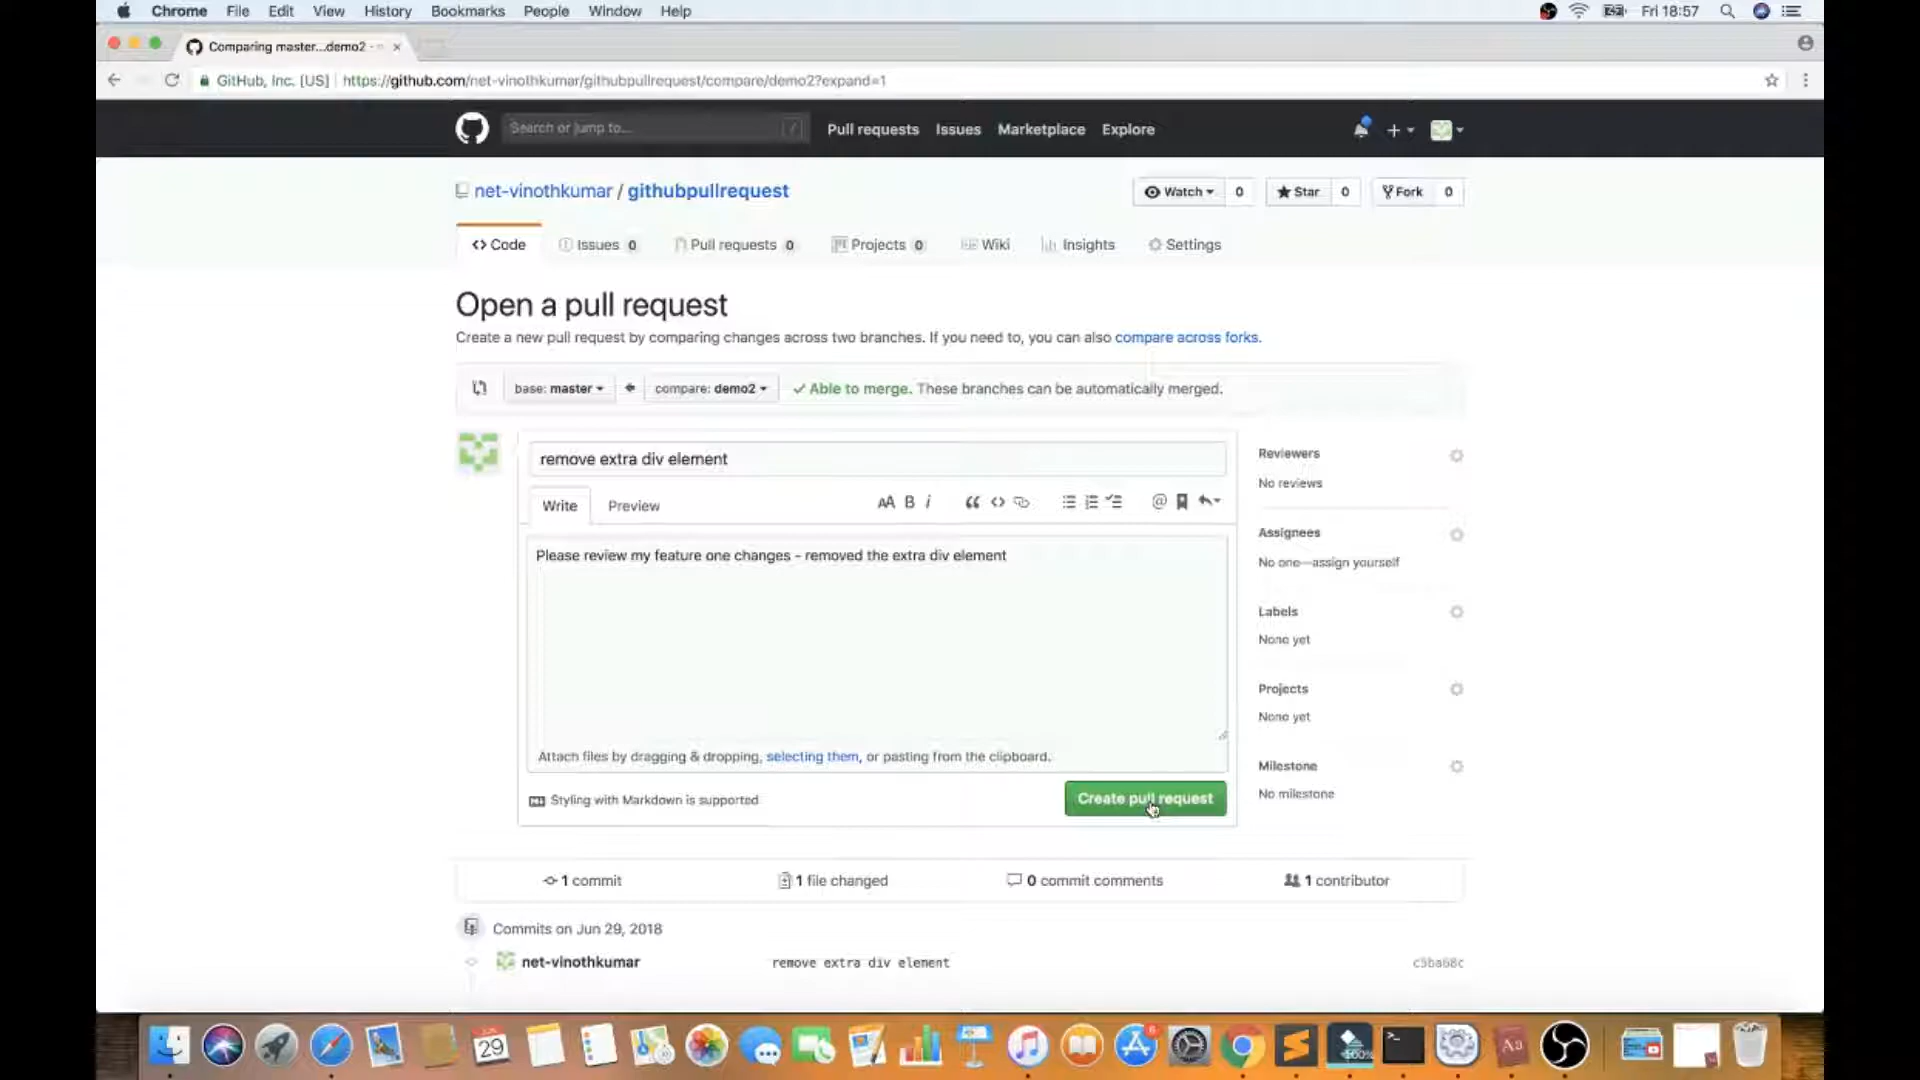 Chrome File Edit View History Bookmarks People Window Help
Fri 18:57
Comparing master...demo2 -
GitHub, Inc. [US] https://github.com/net-vinothkumar/githubpullrequest/compare/demo2?expand=1
Search or jump to... /
Pull requests Issues Marketplace Explore
net-vinothkumar / githubpullrequest
Watch 0 Star 0 Fork 0
Code Issues 0 Pull requests 0 Projects 0 Wiki Insights Settings
Open a pull request
Create a new pull request by comparing changes across two branches. If you need to, you can also compare across forks.
base: master compare: demo2 Able to merge. These branches can be automatically merged.
remove extra div element
Write Preview
AA B i
Please review my feature one changes - removed the extra div element
Attach files by dragging & dropping, selecting them, or pasting from the clipboard.
Styling with Markdown is supported
Create pull request
Reviewers
No reviews
Assignees
No one—assign yourself
Labels
None yet
Projects
None yet
Milestone
No milestone
1 commit 1 file changed 0 commit comments 1 contributor
Commits on Jun 29, 2018
net-vinothkumar remove extra div element
29